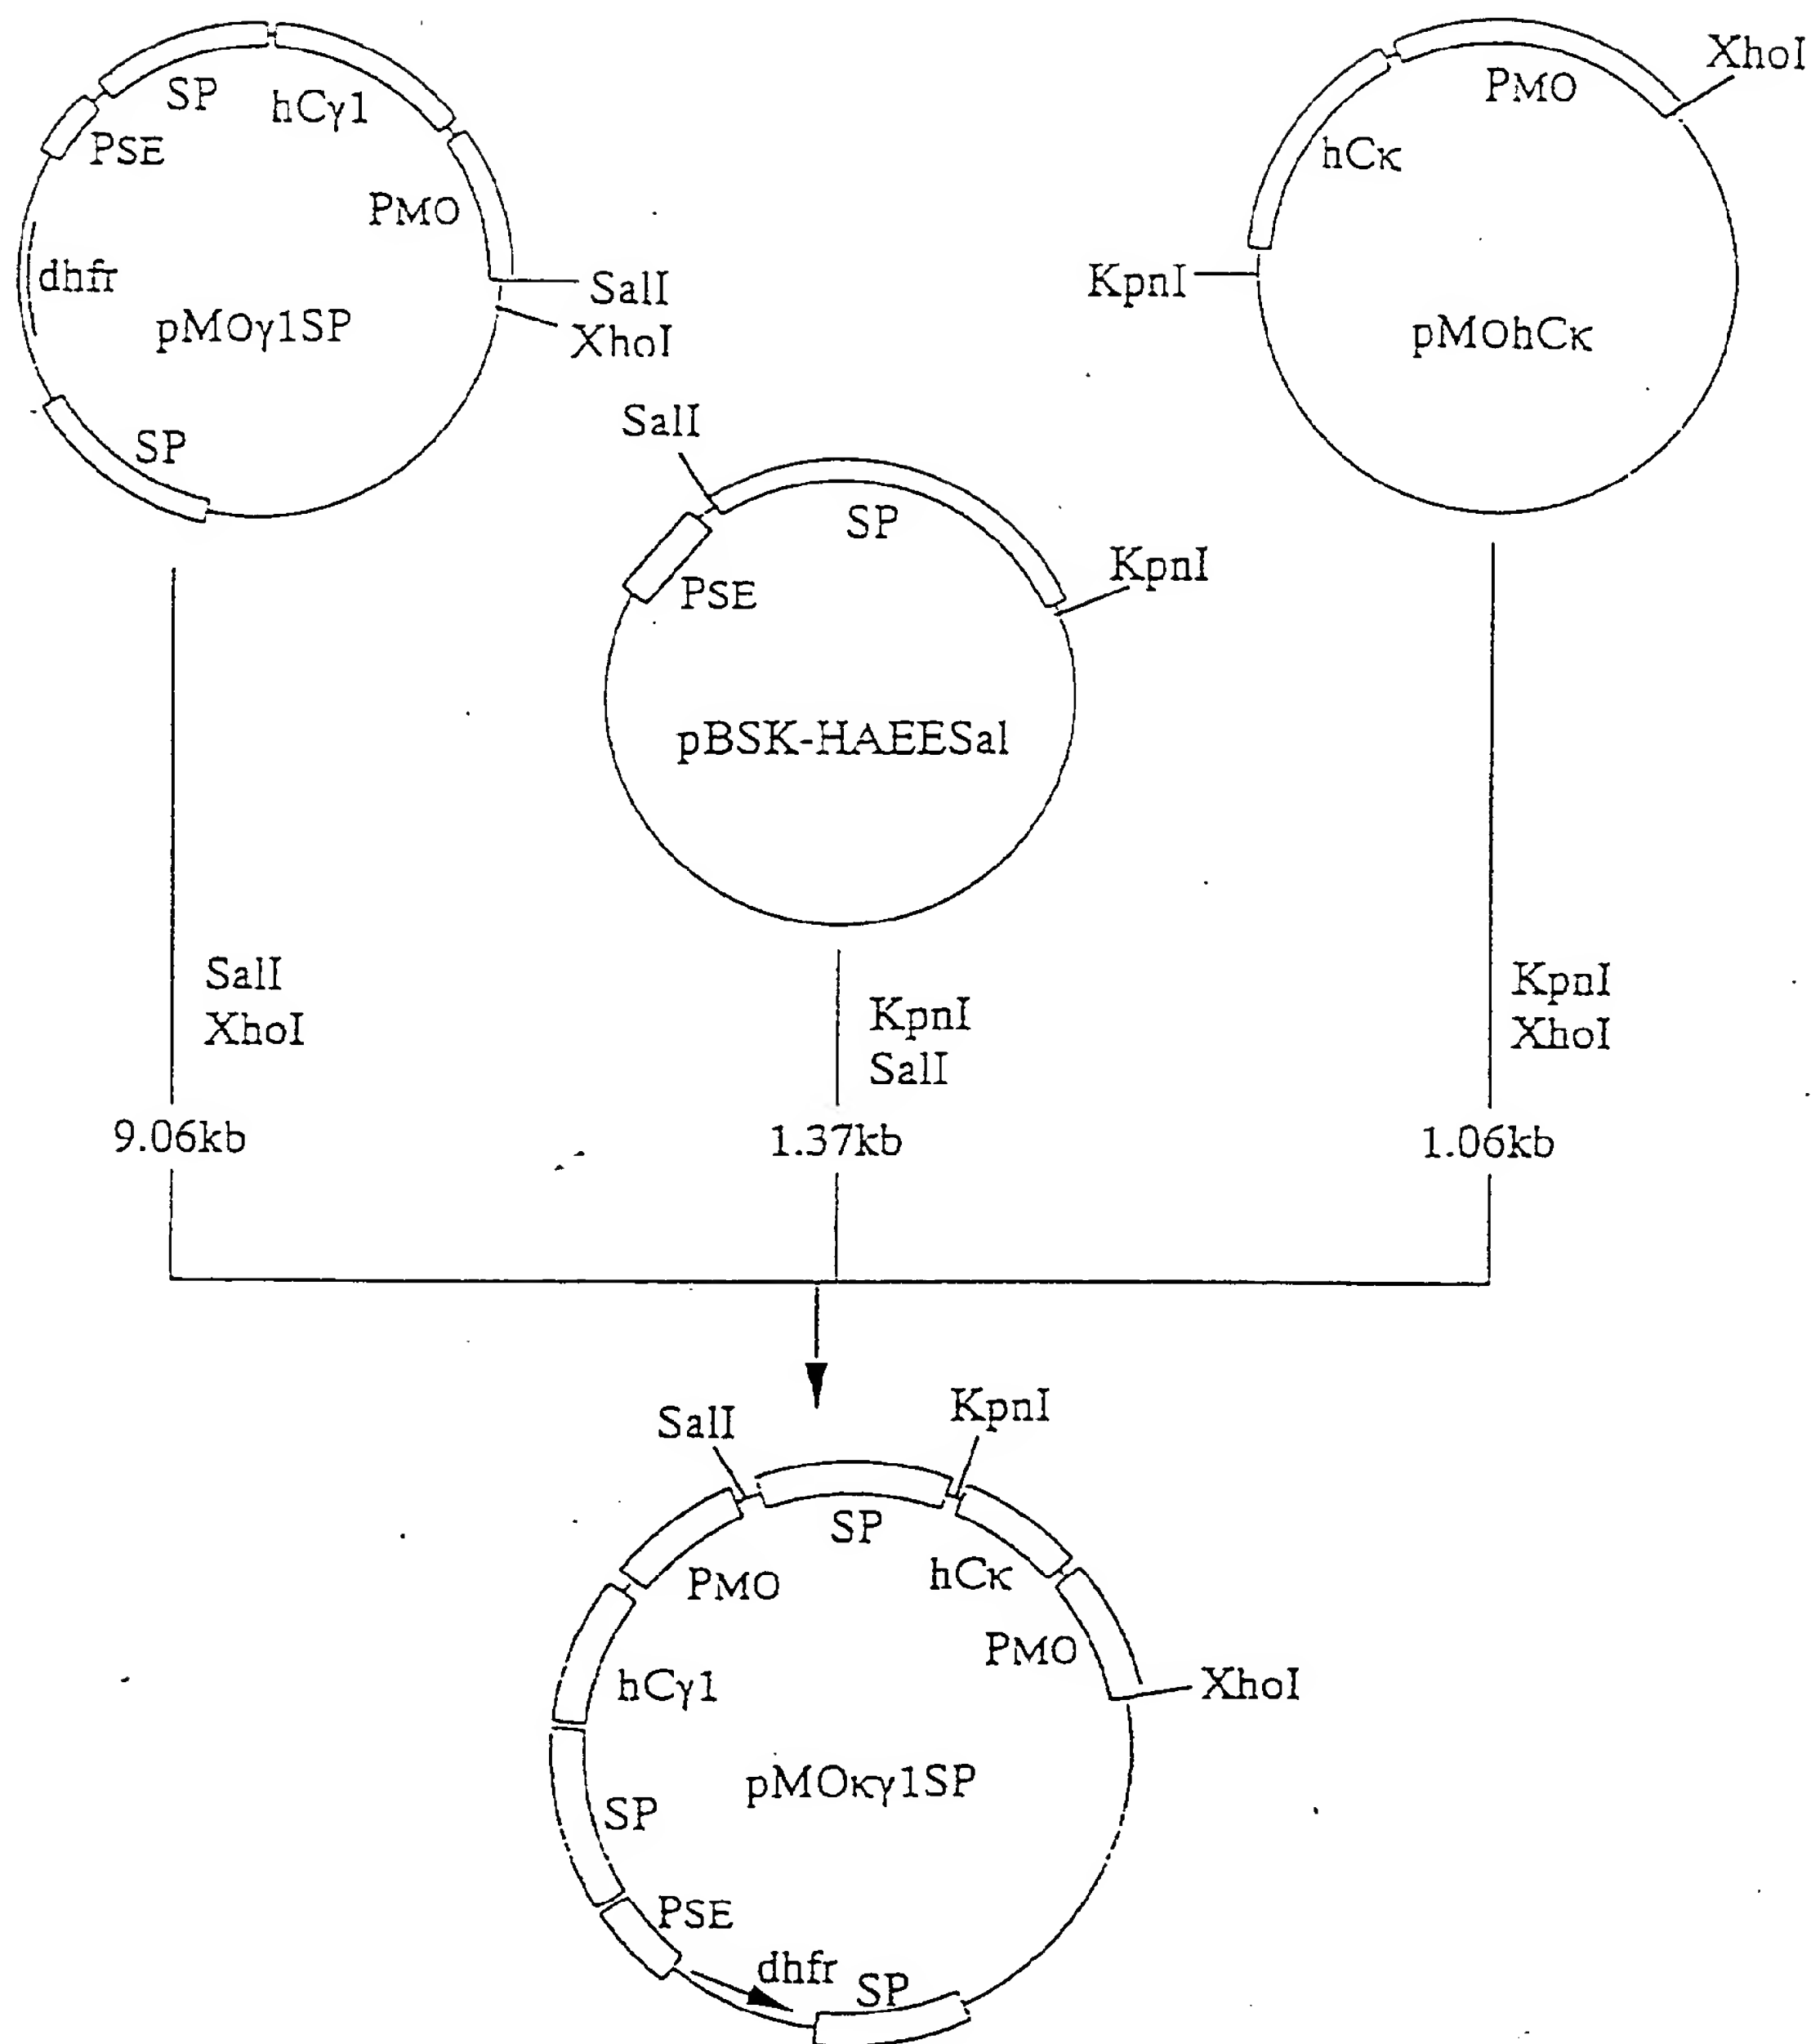 SP
hCγ1
PSE
PMO
dhfr
pMOγ1SP
SalI
XhoI
SP
XhoI
PMO
hCκ
KpnI
pMOhCκ
SalI
SP
KpnI
PSE
pBSK-HAEESal
SalI
XhoI
KpnI
SalI
KpnI
XhoI
9.06kb
1.37kb
1.06kb
SalI
KpnI
SP
PMO
hCκ
PMO
hCγ1
XhoI
pMOκγ1SP
SP
PSE
dhfr
SP